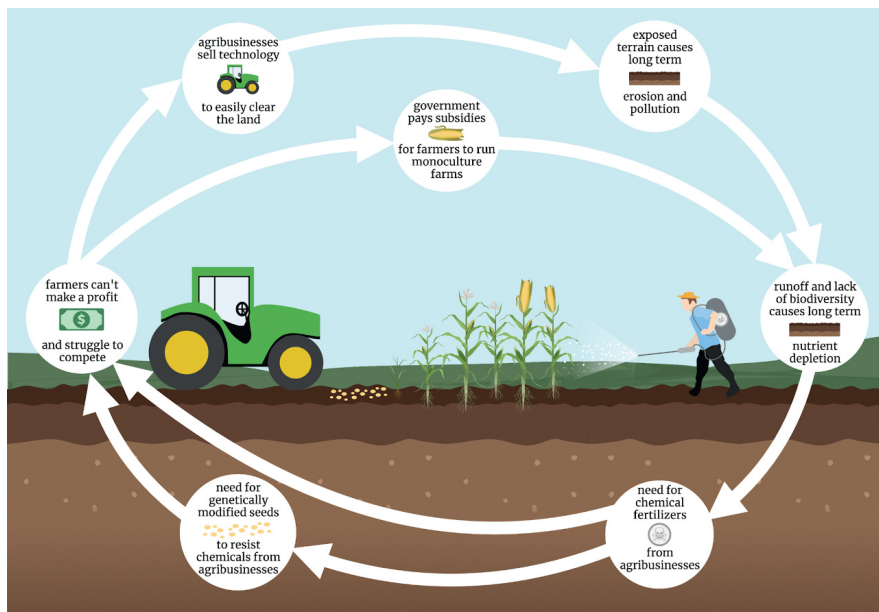 agribusinesses
sell technology
to easily clear
the land
exposed
terrain causes
long term
erosion and
pollution
government
pays subsidies
for farmers to run
monoculture
farms
farmers can't
make a profit
$
and struggle to
compete
runoff and lack
of biodiversity
causes long term
nutrient
depletion
need for
genetically
modified seeds
to resist
chemicals from
agribusinesses
need for
chemical
fertilizers
from
agribusinesses